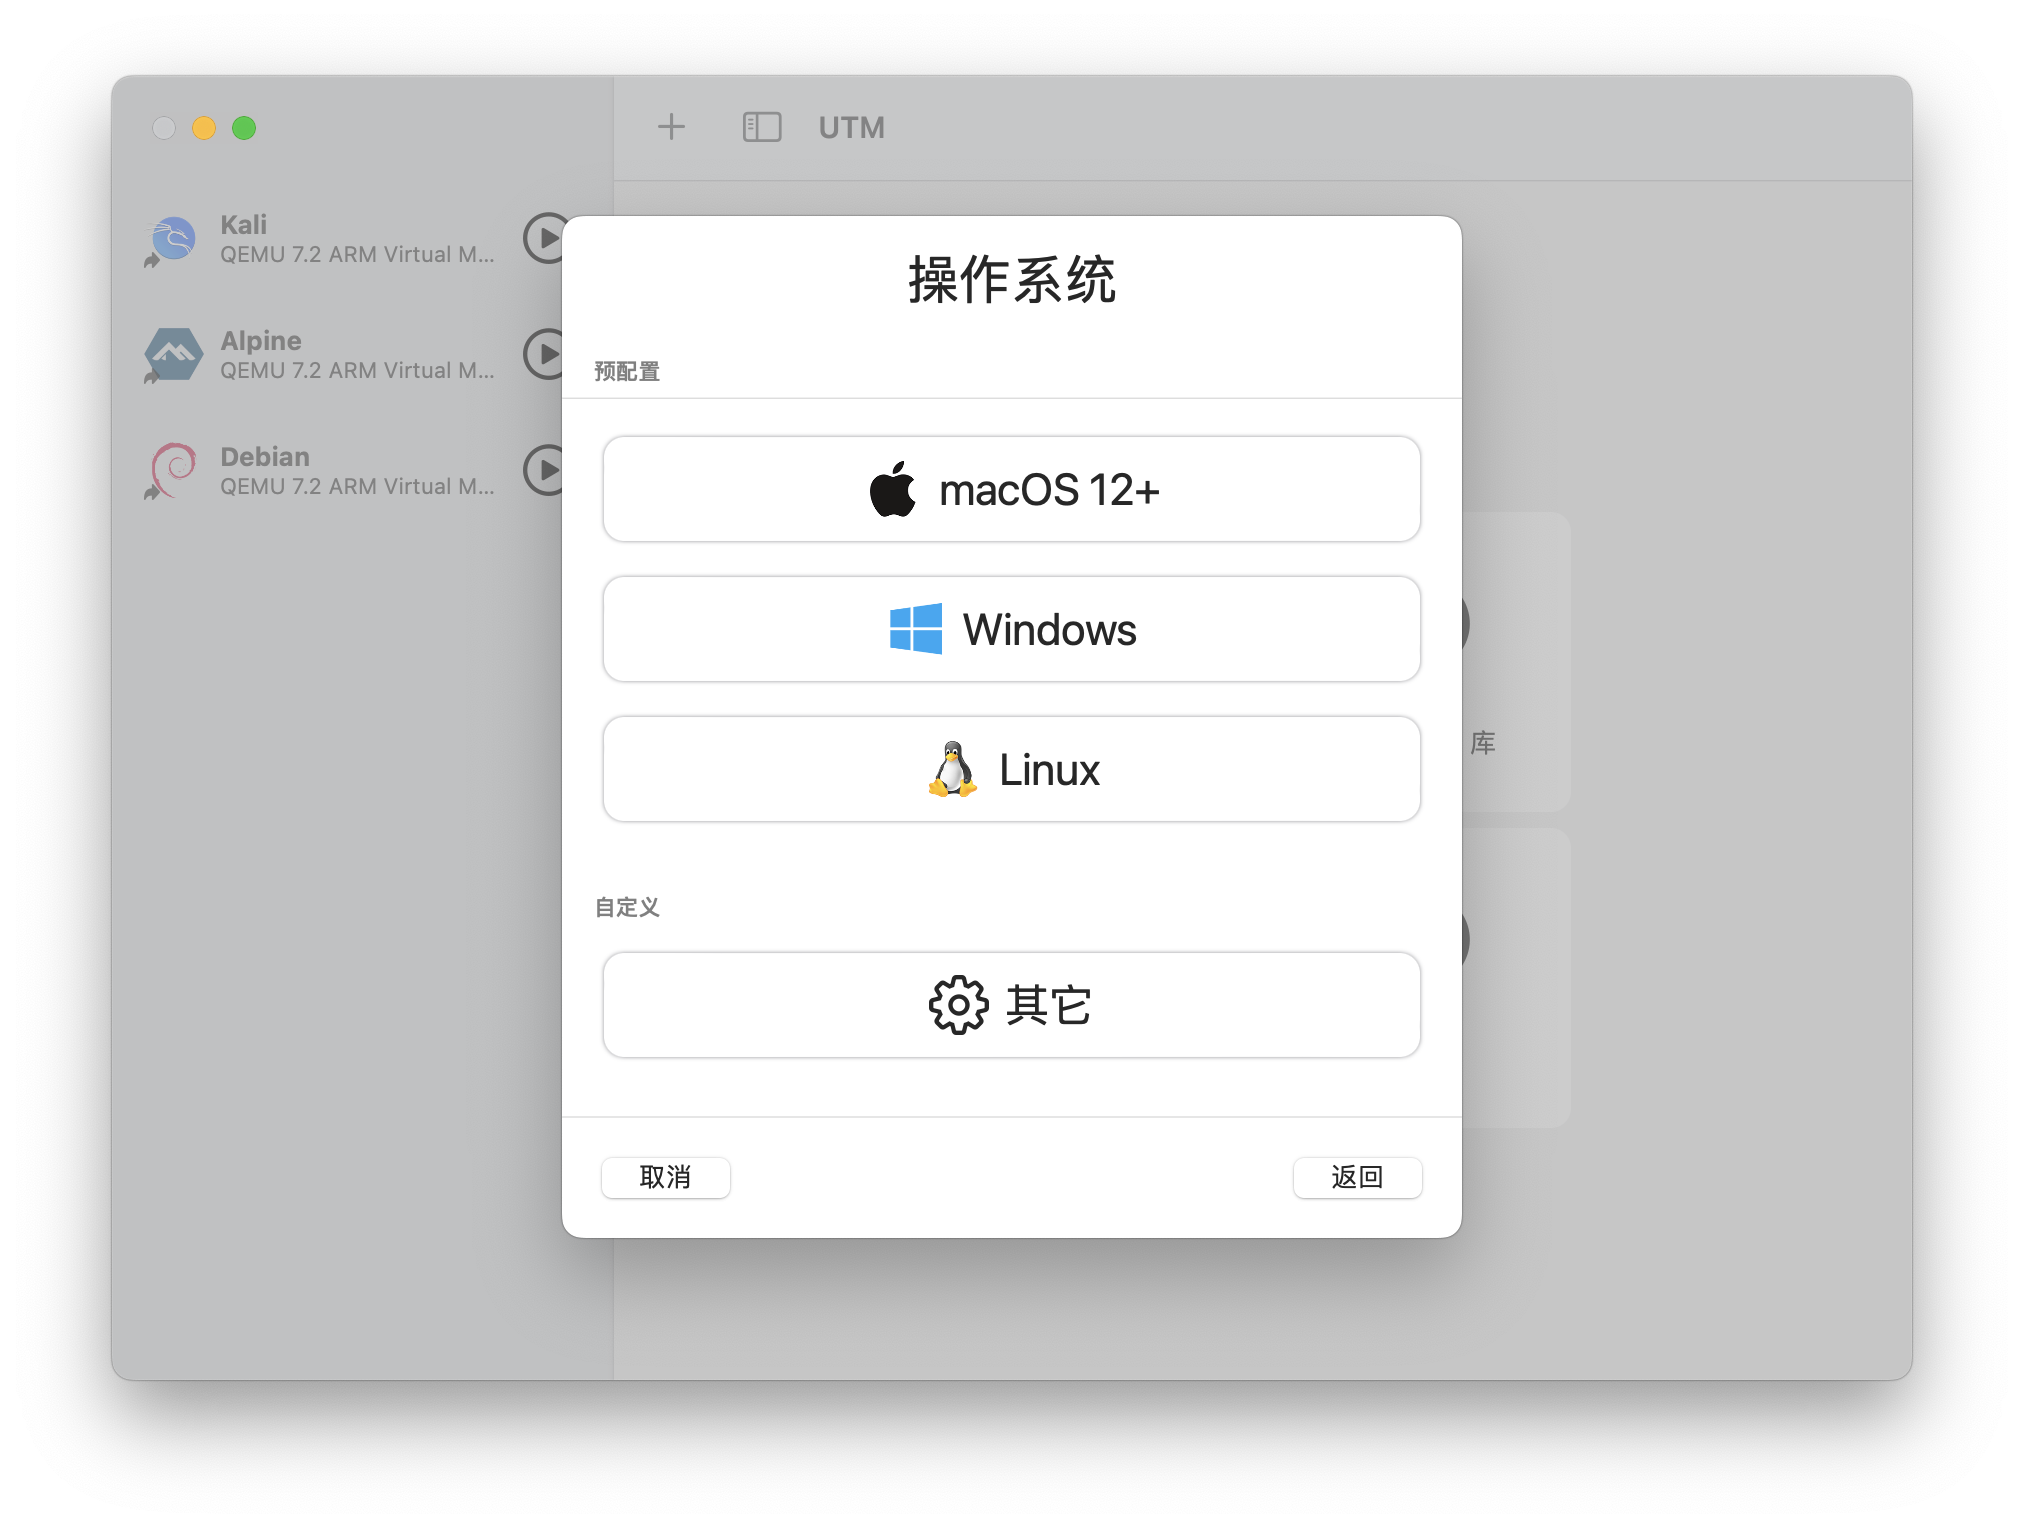 UTM
Kali
QEMU 7.2 ARM Virtual M...
Alpine
QEMU 7.2 ARM Virtual M...
Debian
QEMU 7.2 ARM Virtual M...
操作系统
预配置
macOS 12+
Windows
Linux
自定义
其它
取消
返回
库